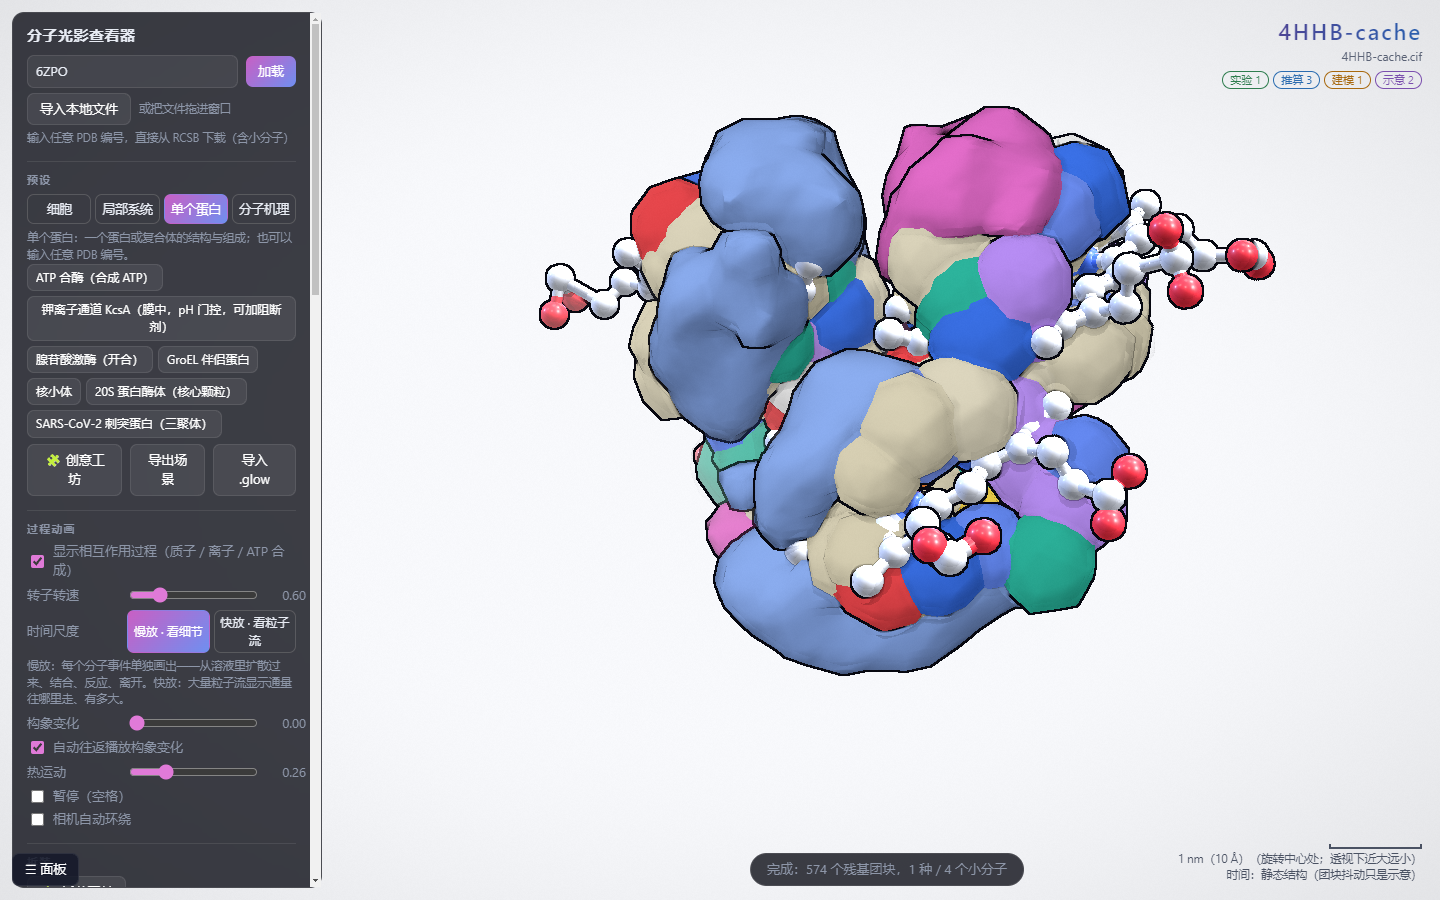 分子光影查看器
6ZPO
加载
导入本地文件
或把文件拖进窗口
输入任意 PDB 编号，直接从 RCSB 下载（含小分子）
预设
细胞
局部系统
单个蛋白
分子机理
单个蛋白：一个蛋白或复合体的结构与组成；也可以
输入任意 PDB 编号。
ATP 合酶（合成 ATP）
钾离子通道 KcsA（膜中，pH 门控，可加阻断
剂）
腺苷酸激酶（开合）
GroEL 伴侣蛋白
核小体
20S 蛋白酶体（核心颗粒）
SARS-CoV-2 刺突蛋白（三聚体）
🧩 创意工
坊
导出场
景
导入
.glow
过程动画
显示相互作用过程（质子 / 离子 / ATP 合
成）
转子转速
0.60
时间尺度
慢放 · 看细节
快放 · 看粒子
流
慢放：每个分子事件单独画出——从溶液里扩散过
来、结合、反应、离开。快放：大量粒子流显示通量
往哪里走、有多大。
构象变化
0.00
自动往返播放构象变化
热运动
0.26
暂停（空格）
相机自动环绕
☰ 面板
4HHB-cache
4HHB-cache.cif
实验 1
推算 3
建模 1
示意 2
完成：574 个残基团块，1 种 / 4 个小分子
1 nm（10 Å）（旋转中心处；透视下近大远小）
时间：静态结构（团块抖动只是示意）